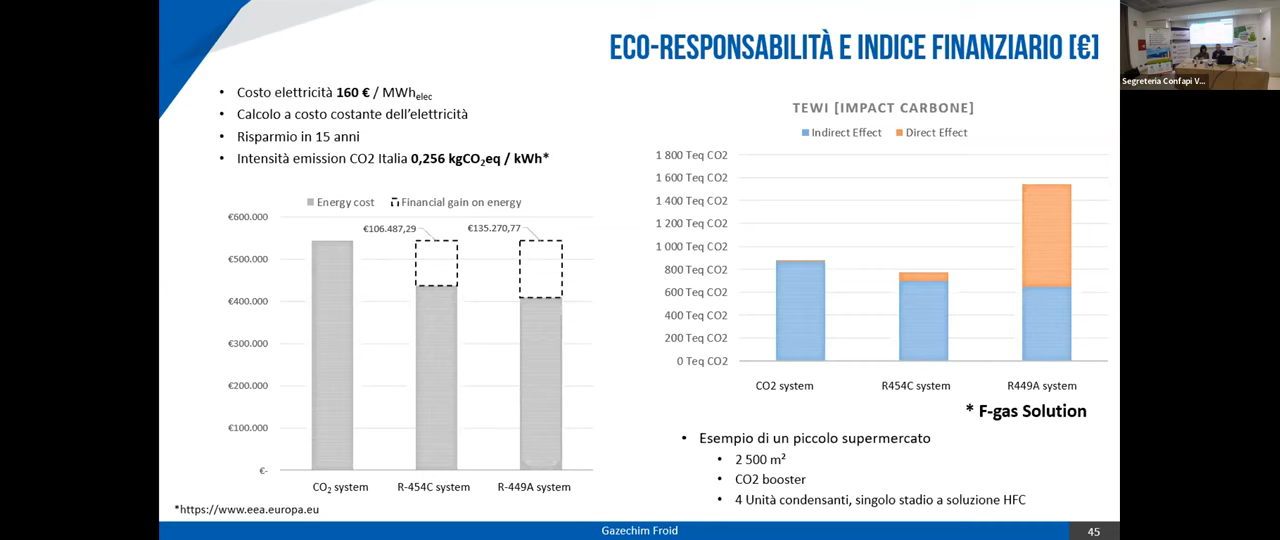 ECO-RESPONSABILITÀ E INDICE FINANZIARIO [€]
Segreteria Confapi V...
• Costo elettricità 160 € / MWhelec
• Calcolo a costo costante dell'elettricità
• Risparmio in 15 anni
• Intensità emission CO2 Italia 0,256 kgCO2eq / kWh*
Energy cost
Financial gain on energy
€600.000
€500.000
€400.000
€300.000
€200.000
€100.000
€-
€106.487,29
€135.270,77
CO2 system
R-454C system
R-449A system
*https://www.eea.europa.eu
TEWI [IMPACT CARBONE]
Indirect Effect
Direct Effect
1 800 Teq CO2
1 600 Teq CO2
1 400 Teq CO2
1 200 Teq CO2
1 000 Teq CO2
800 Teq CO2
600 Teq CO2
400 Teq CO2
200 Teq CO2
0 Teq CO2
CO2 system
R454C system
R449A system
* F-gas Solution
• Esempio di un piccolo supermercato
• 2 500 m²
• CO2 booster
• 4 Unità condensanti, singolo stadio a soluzione HFC
Gazechim Froid
45